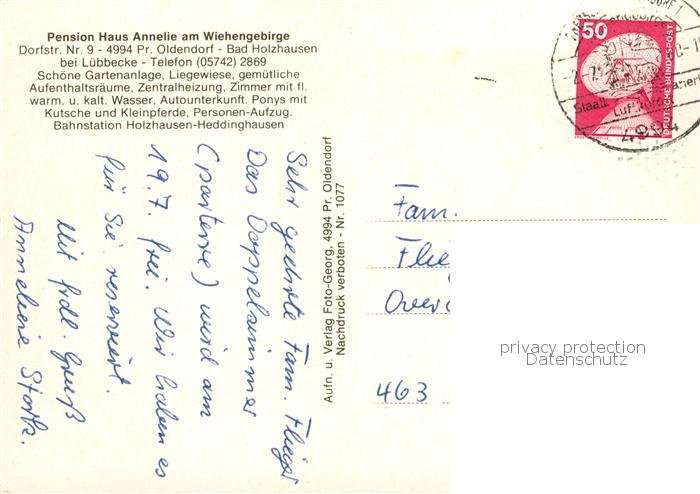 Pension Haus Annelie am Wiehengebirge
Dorfstr. Nr. 9 - 4994 Pr. Oldendorf - Bad Holzhausen
bei Lübbecke - Telefon (05742) 2869
Schöne Gartenanlage, Liegewiese, gemütliche
Aufenthaltsräume, Zentralheizung, Zimmer mit fl.
warm. u. kalt. Wasser, Autounterkunft. Ponys mit
Kutsche und Kleinpferde, Personen-Aufzug.
Bahnstation Holzhausen-Heddinghausen
Sehr geehrte Fam. Flieger
Das Doppelzimmer
(parterre) wird am
19.7. frei. Wir haben es
für Sie reserviert.
Mit frdl. Gruß
Anneliese
Aufn. u. Verlag Foto-Georg, 4994 Pr. Oldendorf
Nachdruck verboten - Nr. 1077
50
DEUTSCHE BUNDESPOST
Staatl.
4994
Fam.
Flie
Over
463
privacy protection
Datenschutz